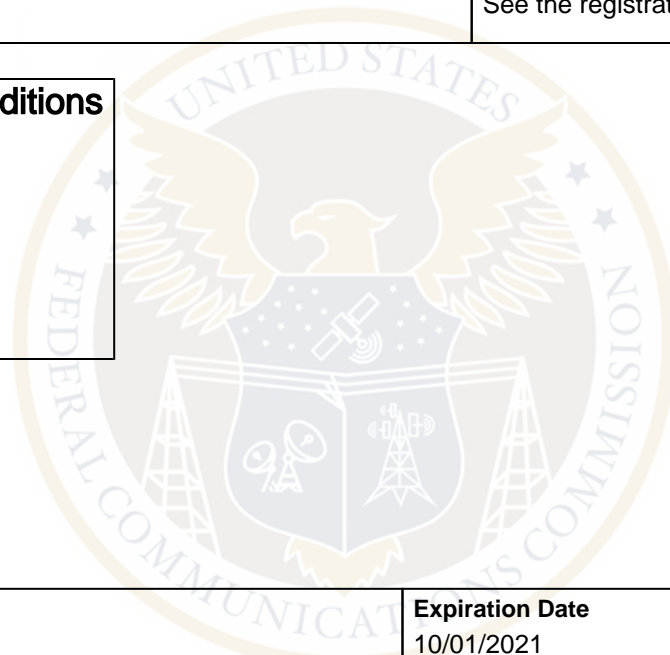 See the registrat
ditions
UNITED STATES
FEDERAL COMMUNICATIONS COMMISSION
Expiration Date
10/01/2021